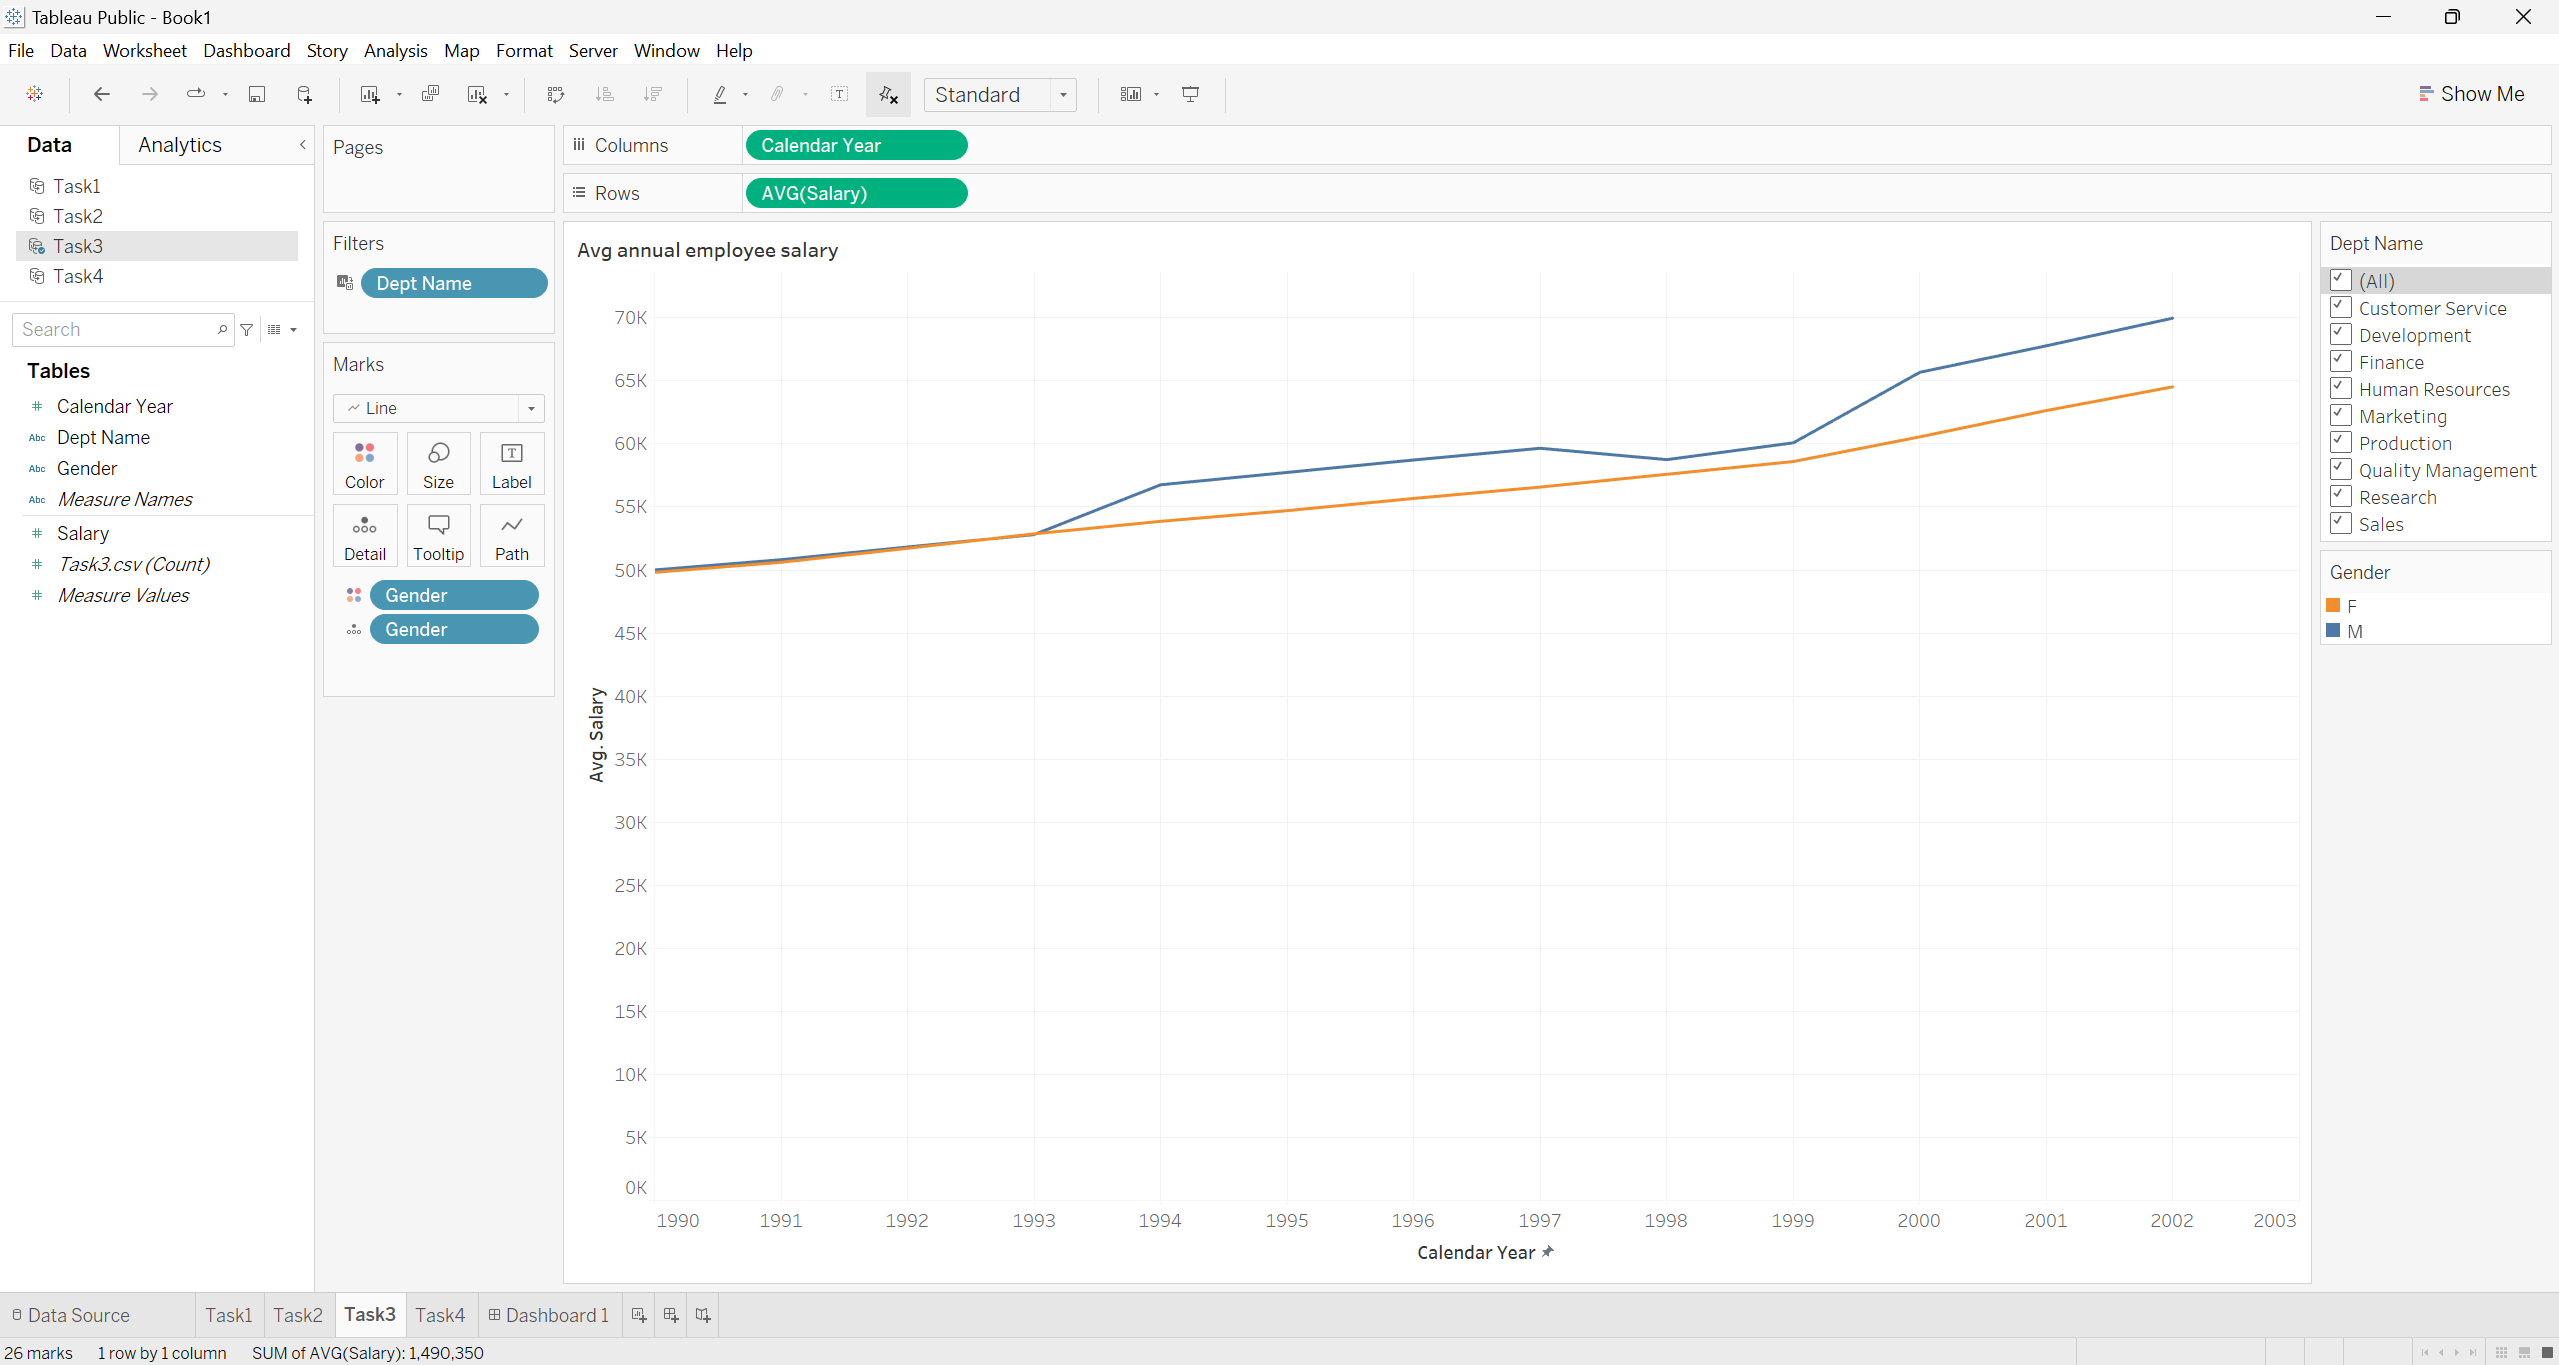 Tableau Public - Book1
File Data Worksheet Dashboard Story Analysis Map Format Server Window Help
Standard
Show Me
Data Analytics
Task1
Task2
Task3
Task4
Search
Tables
# Calendar Year
Abc Dept Name
Abc Gender
Abc Measure Names
# Salary
# Task3.csv (Count)
# Measure Values
Pages
Filters
Dept Name
Marks
Line
Color Size Label
Detail Tooltip Path
Gender
Gender
Columns Calendar Year
Rows AVG(Salary)
Avg annual employee salary
70K
65K
60K
55K
50K
45K
40K
35K
30K
25K
20K
15K
10K
5K
0K
Avg. Salary
1990 1991 1992 1993 1994 1995 1996 1997 1998 1999 2000 2001 2002 2003
Calendar Year
Dept Name
(All)
Customer Service
Development
Finance
Human Resources
Marketing
Production
Quality Management
Research
Sales
Gender
F
M
Data Source Task1 Task2 Task3 Task4 Dashboard 1
26 marks 1 row by 1 column SUM of AVG(Salary): 1,490,350